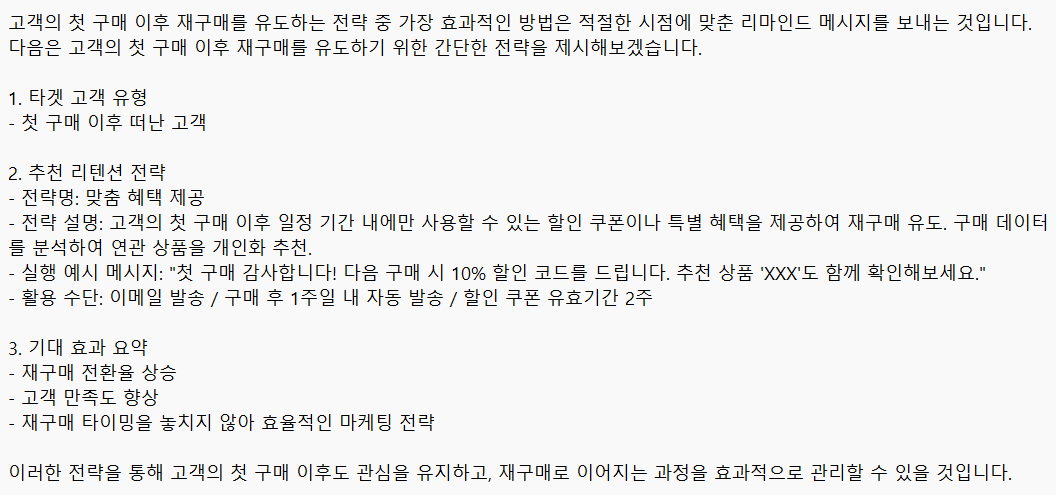 고객의 첫 구매 이후 재구매를 유도하는 전략 중 가장 효과적인 방법은 적절한 시점에 맞춘 리마인드 메시지를 보내는 것입니다.
다음은 고객의 첫 구매 이후 재구매를 유도하기 위한 간단한 전략을 제시해보겠습니다.
1. 타겟 고객 유형
- 첫 구매 이후 떠난 고객
2. 추천 리텐션 전략
- 전략명: 맞춤 혜택 제공
- 전략 설명: 고객의 첫 구매 이후 일정 기간 내에만 사용할 수 있는 할인 쿠폰이나 특별 혜택을 제공하여 재구매 유도. 구매 데이터
를 분석하여 연관 상품을 개인화 추천.
- 실행 예시 메시지: "첫 구매 감사합니다! 다음 구매 시 10% 할인 코드를 드립니다. 추천 상품 'XXX'도 함께 확인해보세요."
- 활용 수단: 이메일 발송 / 구매 후 1주일 내 자동 발송 / 할인 쿠폰 유효기간 2주
3. 기대 효과 요약
- 재구매 전환율 상승
- 고객 만족도 향상
- 재구매 타이밍을 놓치지 않아 효율적인 마케팅 전략
이러한 전략을 통해 고객의 첫 구매 이후도 관심을 유지하고, 재구매로 이어지는 과정을 효과적으로 관리할 수 있을 것입니다.